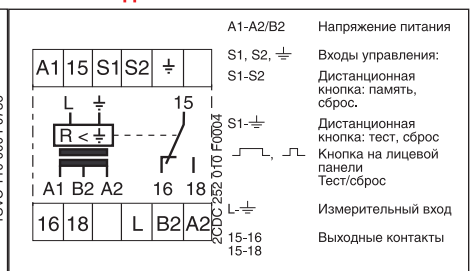 A1-A2/B2 Напряжение питания
S1, S2, ⏚ Входы управления:
S1-S2 Дистанционная
кнопка: память,
сброс.
S1-⏚ Дистанционная
кнопка: тест, сброс
Кнопка на лицевой
панели
Тест/сброс
L-⏚ Измерительный вход
15-16 Выходные контакты
15-18
A1 15 S1 S2 ⏚
L ⏚ 15
R < ⏚
A1 B2 A2 16 18
16 18 L B2 A2
2CDC 252 010 F0004